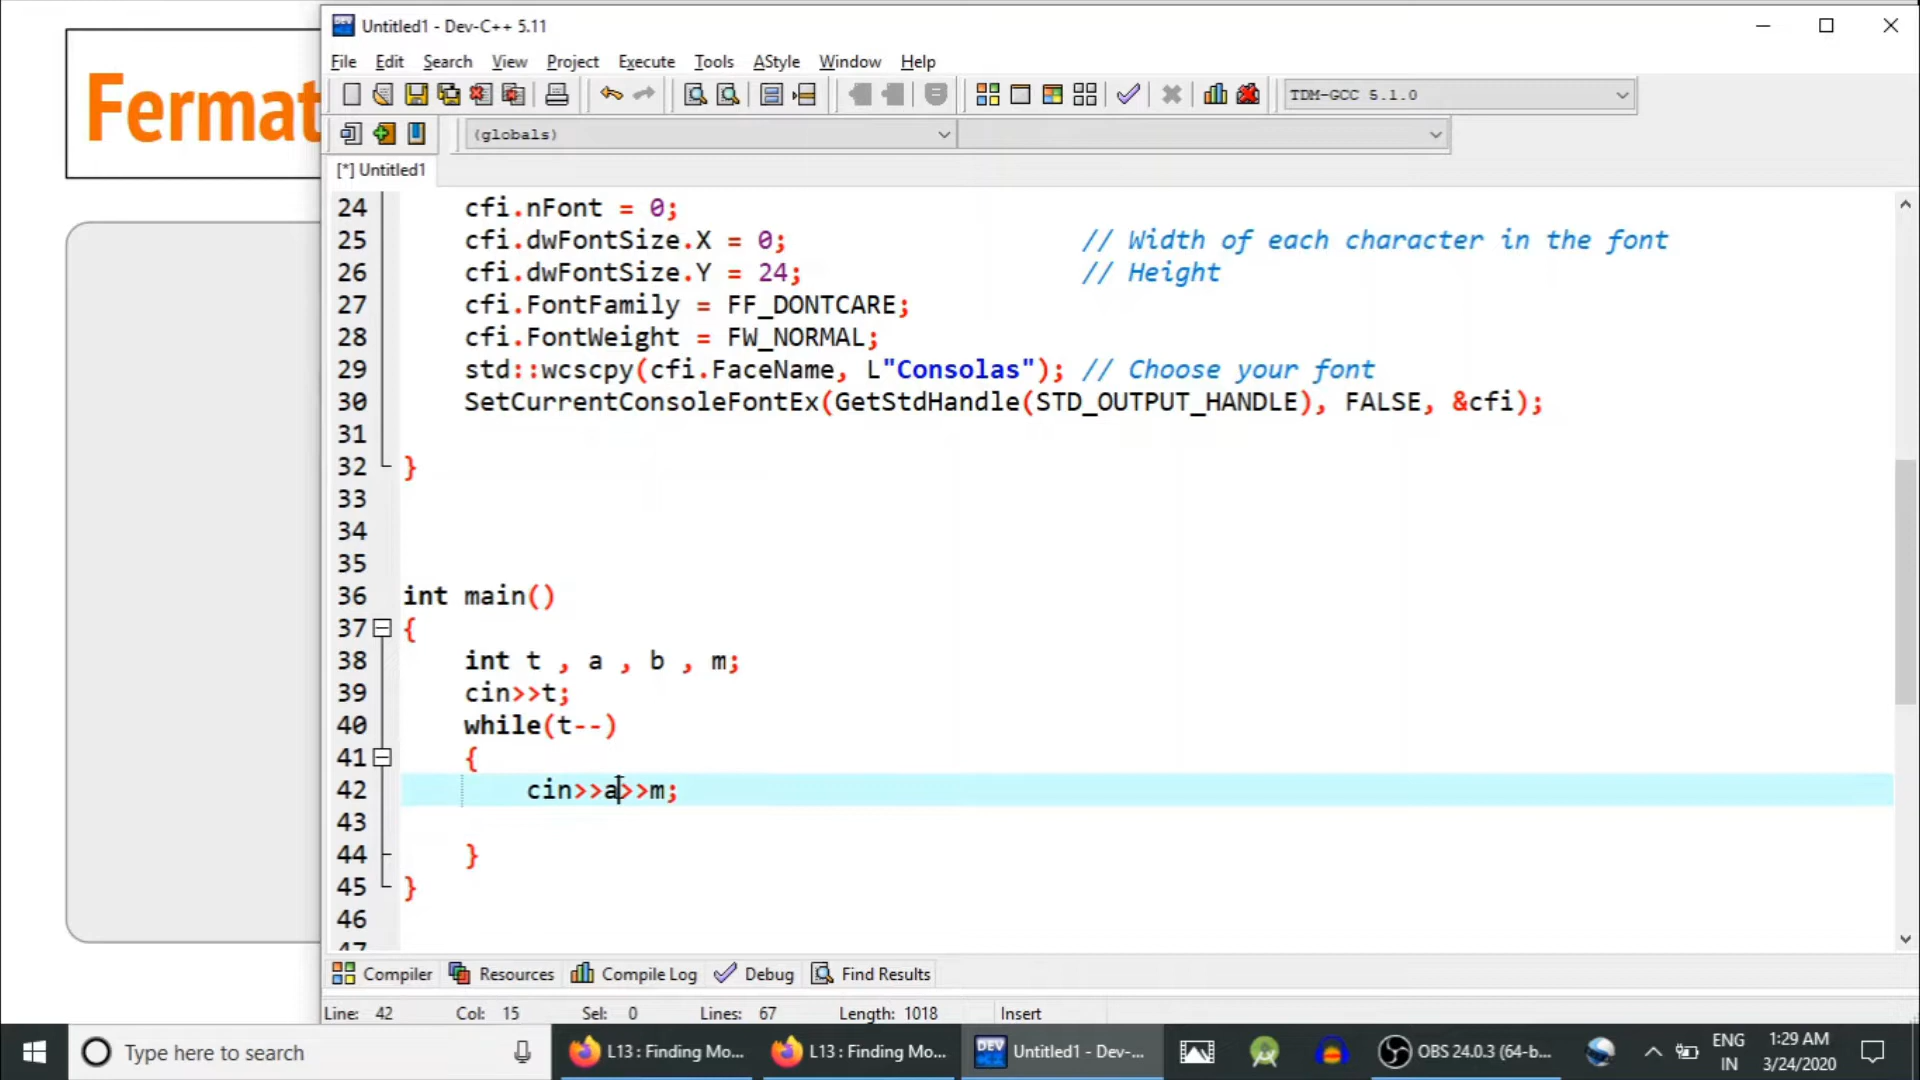 Fermat
Untitled1 - Dev-C++ 5.11
File Edit Search View Project Execute Tools AStyle Window Help
TDM-GCC 5.1.0
(globals)
[*] Untitled1
24 cfi.nFont = 0;
25 cfi.dwFontSize.X = 0; // Width of each character in the font
26 cfi.dwFontSize.Y = 24; // Height
27 cfi.FontFamily = FF_DONTCARE;
28 cfi.FontWeight = FW_NORMAL;
29 std::wcscpy(cfi.FaceName, L"Consolas"); // Choose your font
30 SetCurrentConsoleFontEx(GetStdHandle(STD_OUTPUT_HANDLE), FALSE, &cfi);
31
32 }
33
34
35
36 int main()
37 {
38 int t , a , b , m;
39 cin>>t;
40 while(t--)
41 {
42 cin>>a>>m;
43
44 }
45 }
46
47
Compiler Resources Compile Log Debug Find Results
Line: 42 Col: 15 Sel: 0 Lines: 67 Length: 1018 Insert
Type here to search L13 : Finding Mo... L13 : Finding Mo... Untitled1 - Dev-... OBS 24.0.3 (64-b... ENG 1:29 AM
IN 3/24/2020